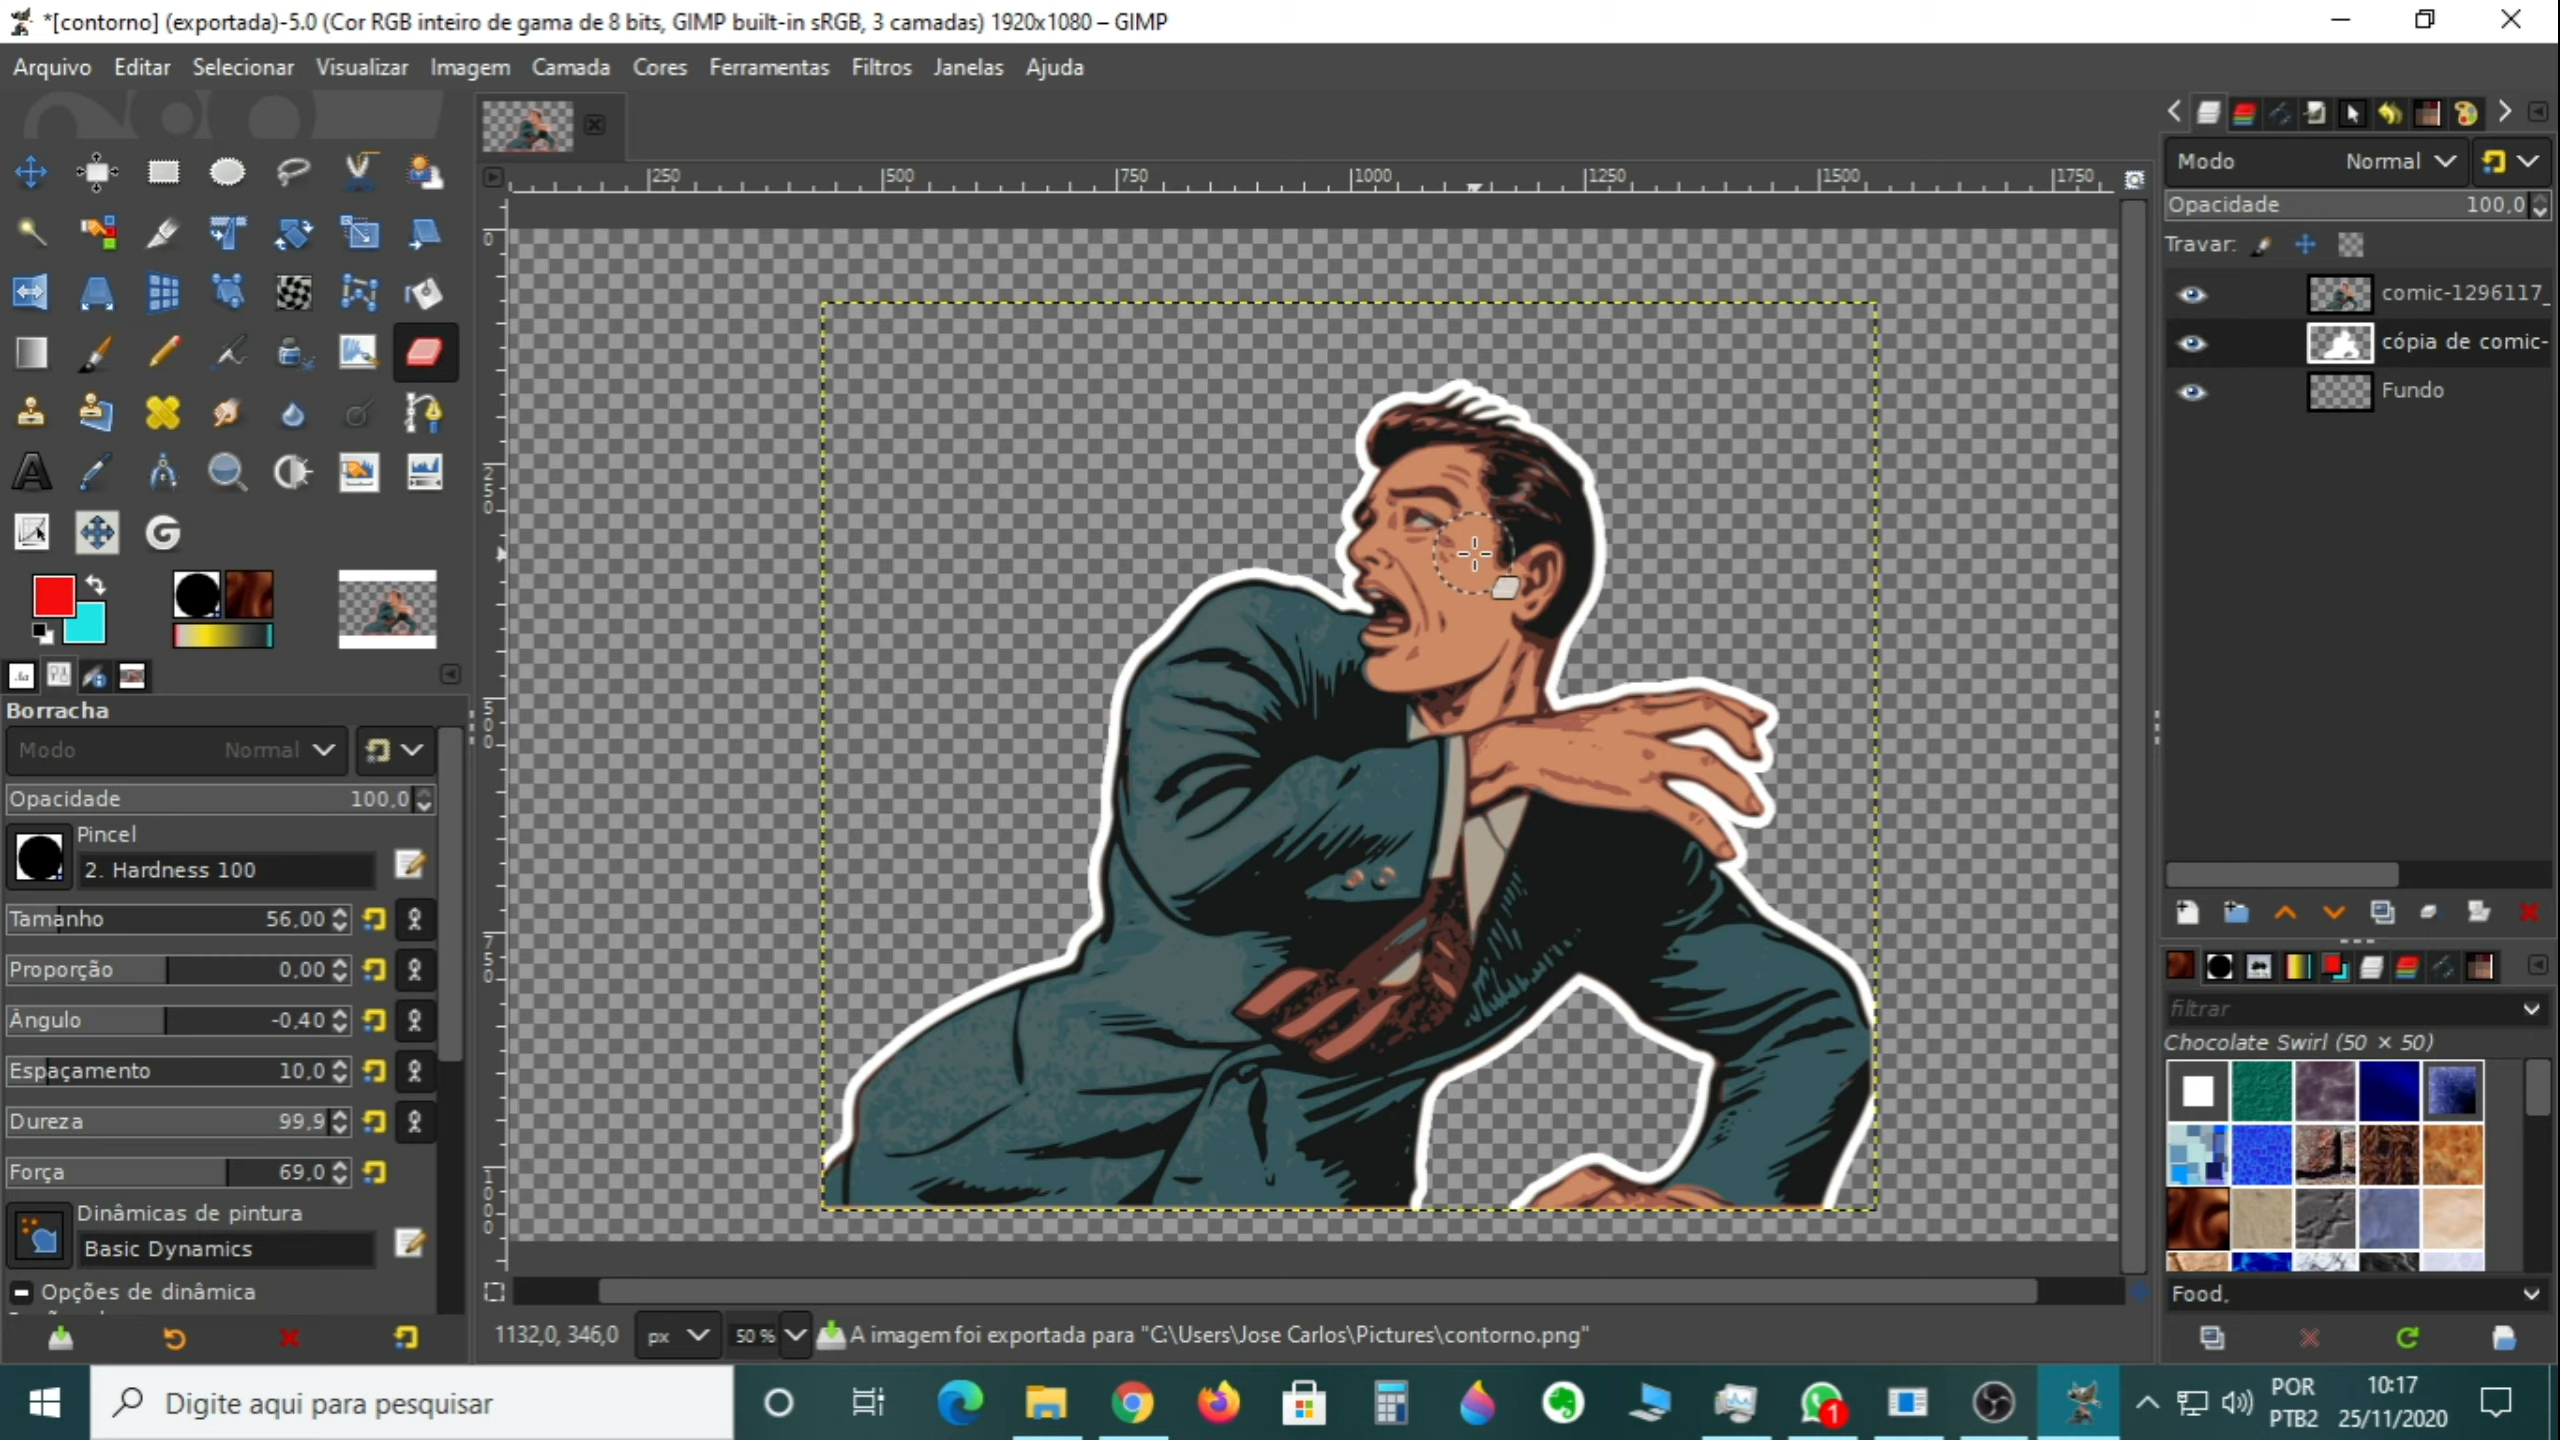 *[contorno] (exportada)-5.0 (Cor RGB inteiro de gama de 8 bits, GIMP built-in sRGB, 3 camadas) 1920x1080 – GIMP
Arquivo Editar Selecionar Visualizar Imagem Camada Cores Ferramentas Filtros Janelas Ajuda
250 500 750 1000 1250 1500 1750
0
250
500
750
1000
Borracha
Modo Normal
Opacidade 100,0
Pincel
2. Hardness 100
Tamanho 56,00
Proporção 0,00
Ângulo -0,40
Espaçamento 10,0
Dureza 99,9
Força 69,0
Dinâmicas de pintura
Basic Dynamics
Opções de dinâmica
1132,0, 346,0 px 50 % A imagem foi exportada para "C:\Users\Jose Carlos\Pictures\contorno.png"
Modo Normal
Opacidade 100,0
Travar:
comic-1296117_
cópia de comic-
Fundo
filtrar
Chocolate Swirl (50 × 50)
Food,
Digite aqui para pesquisar
1
POR
PTB2
10:17
25/11/2020